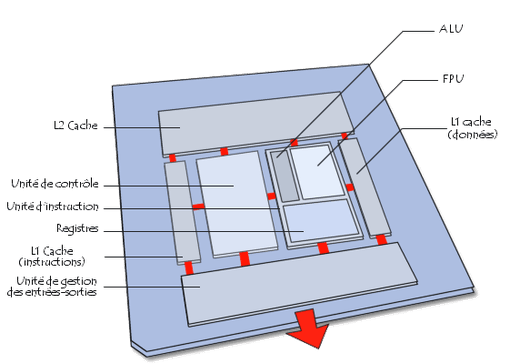 ALU
FPU
L1 cache
(données)
L2 Cache
Unité de contrôle
Unité d'instruction
Registres
L1 Cache
(instructions)
Unité de gestion
des entrées-sorties